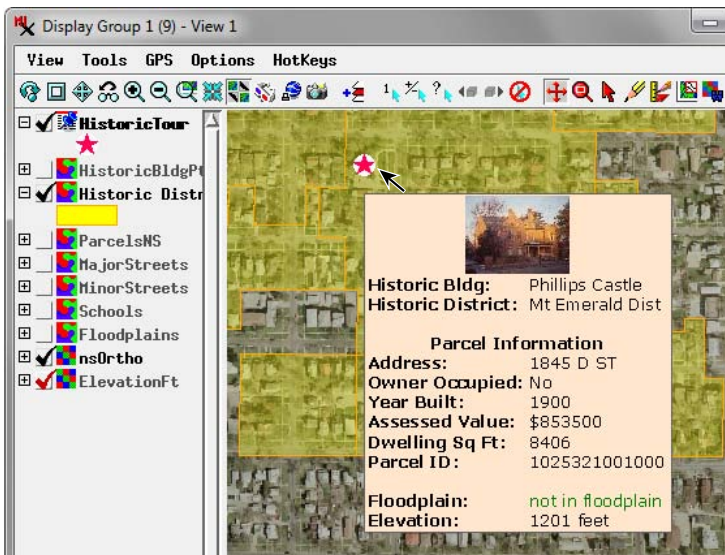 Display Group 1 (9) - View 1
View Tools GPS Options HotKeys
1 ?
HistoricTour
HistoricBldgPt
Historic Distr
ParcelsNS
MajorStreets
MinorStreets
Schools
Floodplains
nsOrtho
ElevationFt
Historic Bldg: Phillips Castle
Historic District: Mt Emerald Dist
Parcel Information
Address: 1845 D ST
Owner Occupied: No
Year Built: 1900
Assessed Value: $853500
Dwelling Sq Ft: 8406
Parcel ID: 1025321001000
Floodplain: not in floodplain
Elevation: 1201 feet